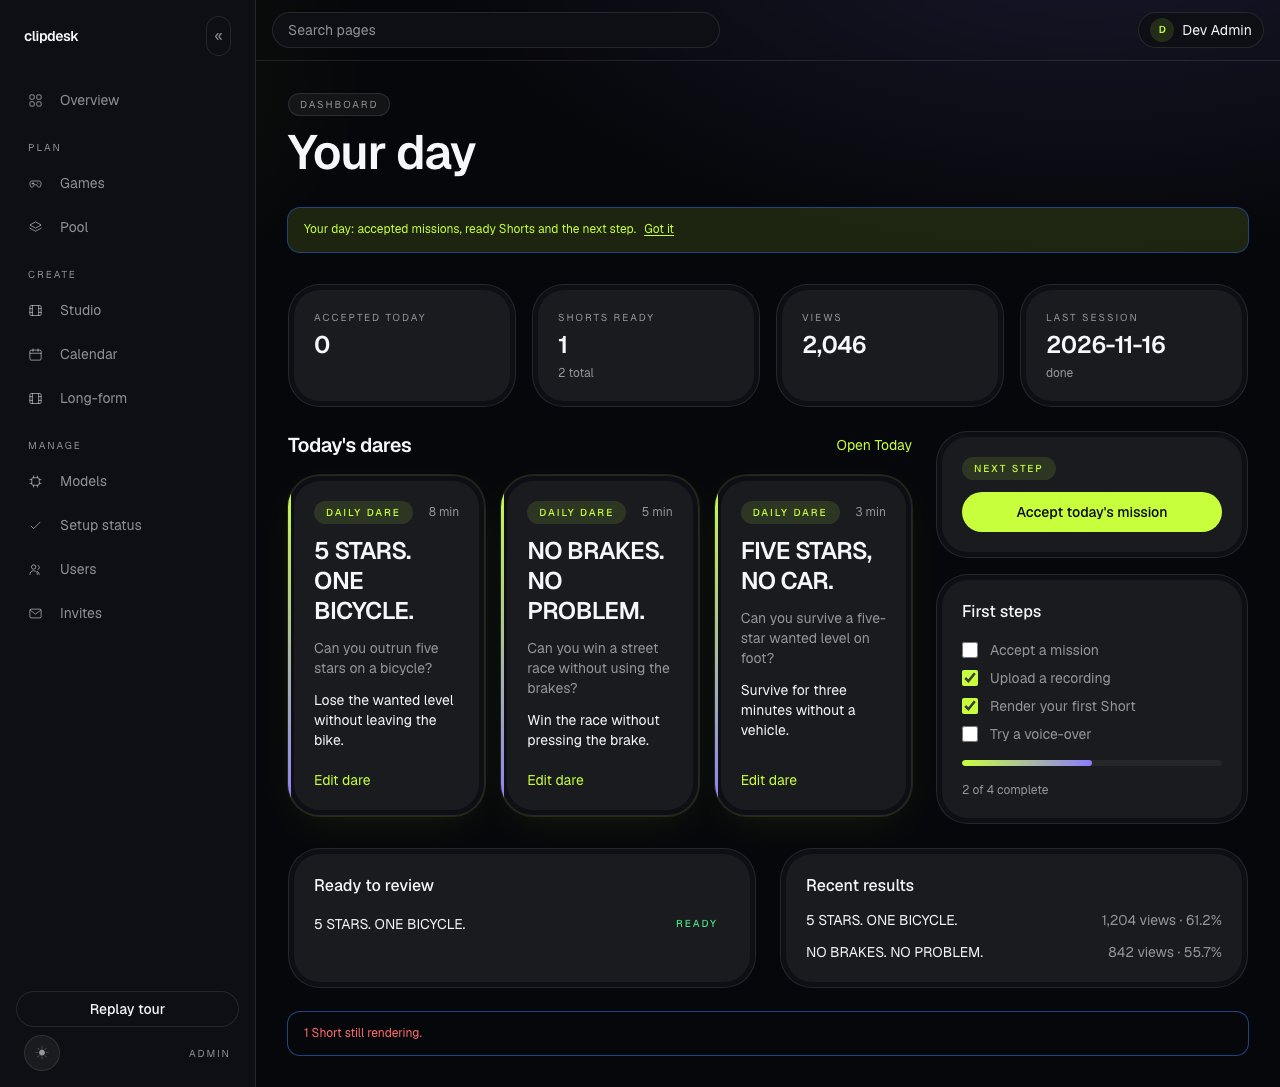 clipdesk
«
Overview
PLAN
Games
Pool
CREATE
Studio
Calendar
Long-form
MANAGE
Models
Setup status
Users
Invites
Replay tour
ADMIN
Search pages
D
Dev Admin
DASHBOARD
Your day
Your day: accepted missions, ready Shorts and the next step. Got it
ACCEPTED TODAY
0
SHORTS READY
1
2 total
VIEWS
2,046
LAST SESSION
2026-11-16
done
Today's dares
Open Today
DAILY DARE 8 min
5 STARS.
ONE
BICYCLE.
Can you outrun five
stars on a bicycle?
Lose the wanted level
without leaving the
bike.
Edit dare
DAILY DARE 5 min
NO BRAKES.
NO
PROBLEM.
Can you win a street
race without using the
brakes?
Win the race without
pressing the brake.
Edit dare
DAILY DARE 3 min
FIVE STARS,
NO CAR.
Can you survive a five-
star wanted level on
foot?
Survive for three
minutes without a
vehicle.
Edit dare
NEXT STEP
Accept today's mission
First steps
Accept a mission
Upload a recording
Render your first Short
Try a voice-over
2 of 4 complete
Ready to review
5 STARS. ONE BICYCLE. READY
Recent results
5 STARS. ONE BICYCLE. 1,204 views · 61.2%
NO BRAKES. NO PROBLEM. 842 views · 55.7%
1 Short still rendering.